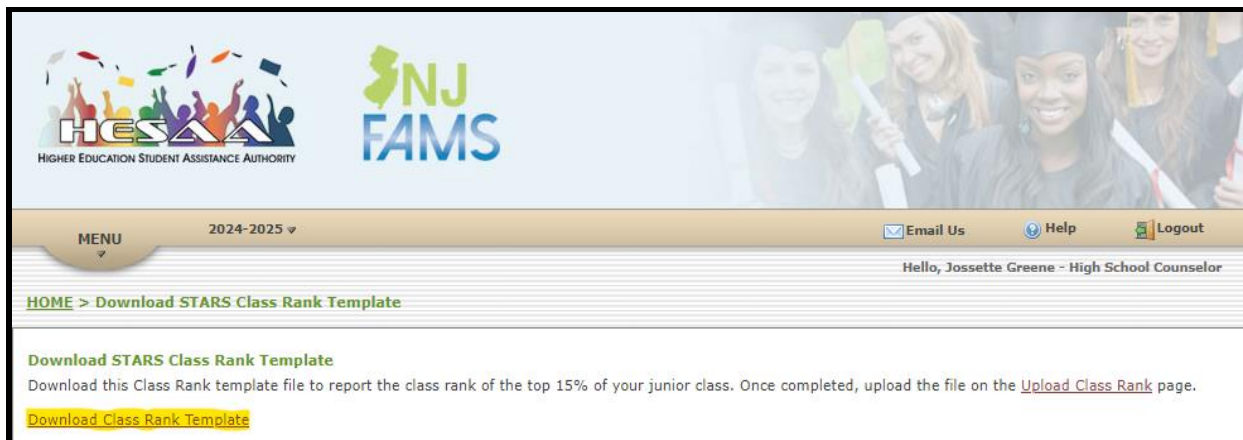 HESAA
HIGHER EDUCATION STUDENT ASSISTANCE AUTHORITY
NJ
FAMS
MENU
2024-2025
Email Us
Help
Logout
Hello, Jossette Greene - High School Counselor
HOME > Download STARS Class Rank Template
Download STARS Class Rank Template
Download this Class Rank template file to report the class rank of the top 15% of your junior class. Once completed, upload the file on the Upload Class Rank page.
Download Class Rank Template